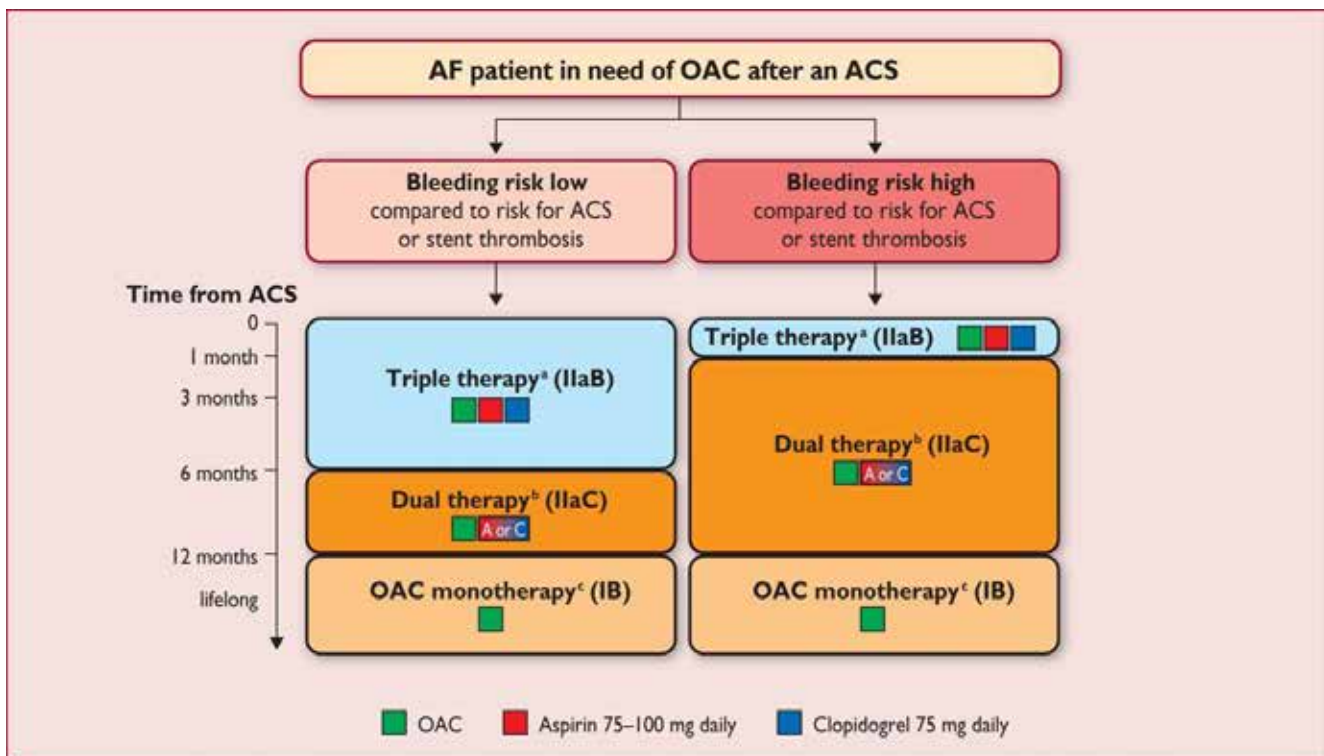 AF patient in need of OAC after an ACS
Bleeding risk low
compared to risk for ACS
or stent thrombosis
Bleeding risk high
compared to risk for ACS
or stent thrombosis
Time from ACS
0
1 month
3 months
6 months
12 months
lifelong
Triple therapyᵃ (IIaB)
Dual therapyᵇ (IIaC)
A or C
OAC monotherapyᶜ (IB)
Triple therapyᵃ (IIaB)
Dual therapyᵇ (IIaC)
A or C
OAC monotherapyᶜ (IB)
OAC
Aspirin 75–100 mg daily
Clopidogrel 75 mg daily